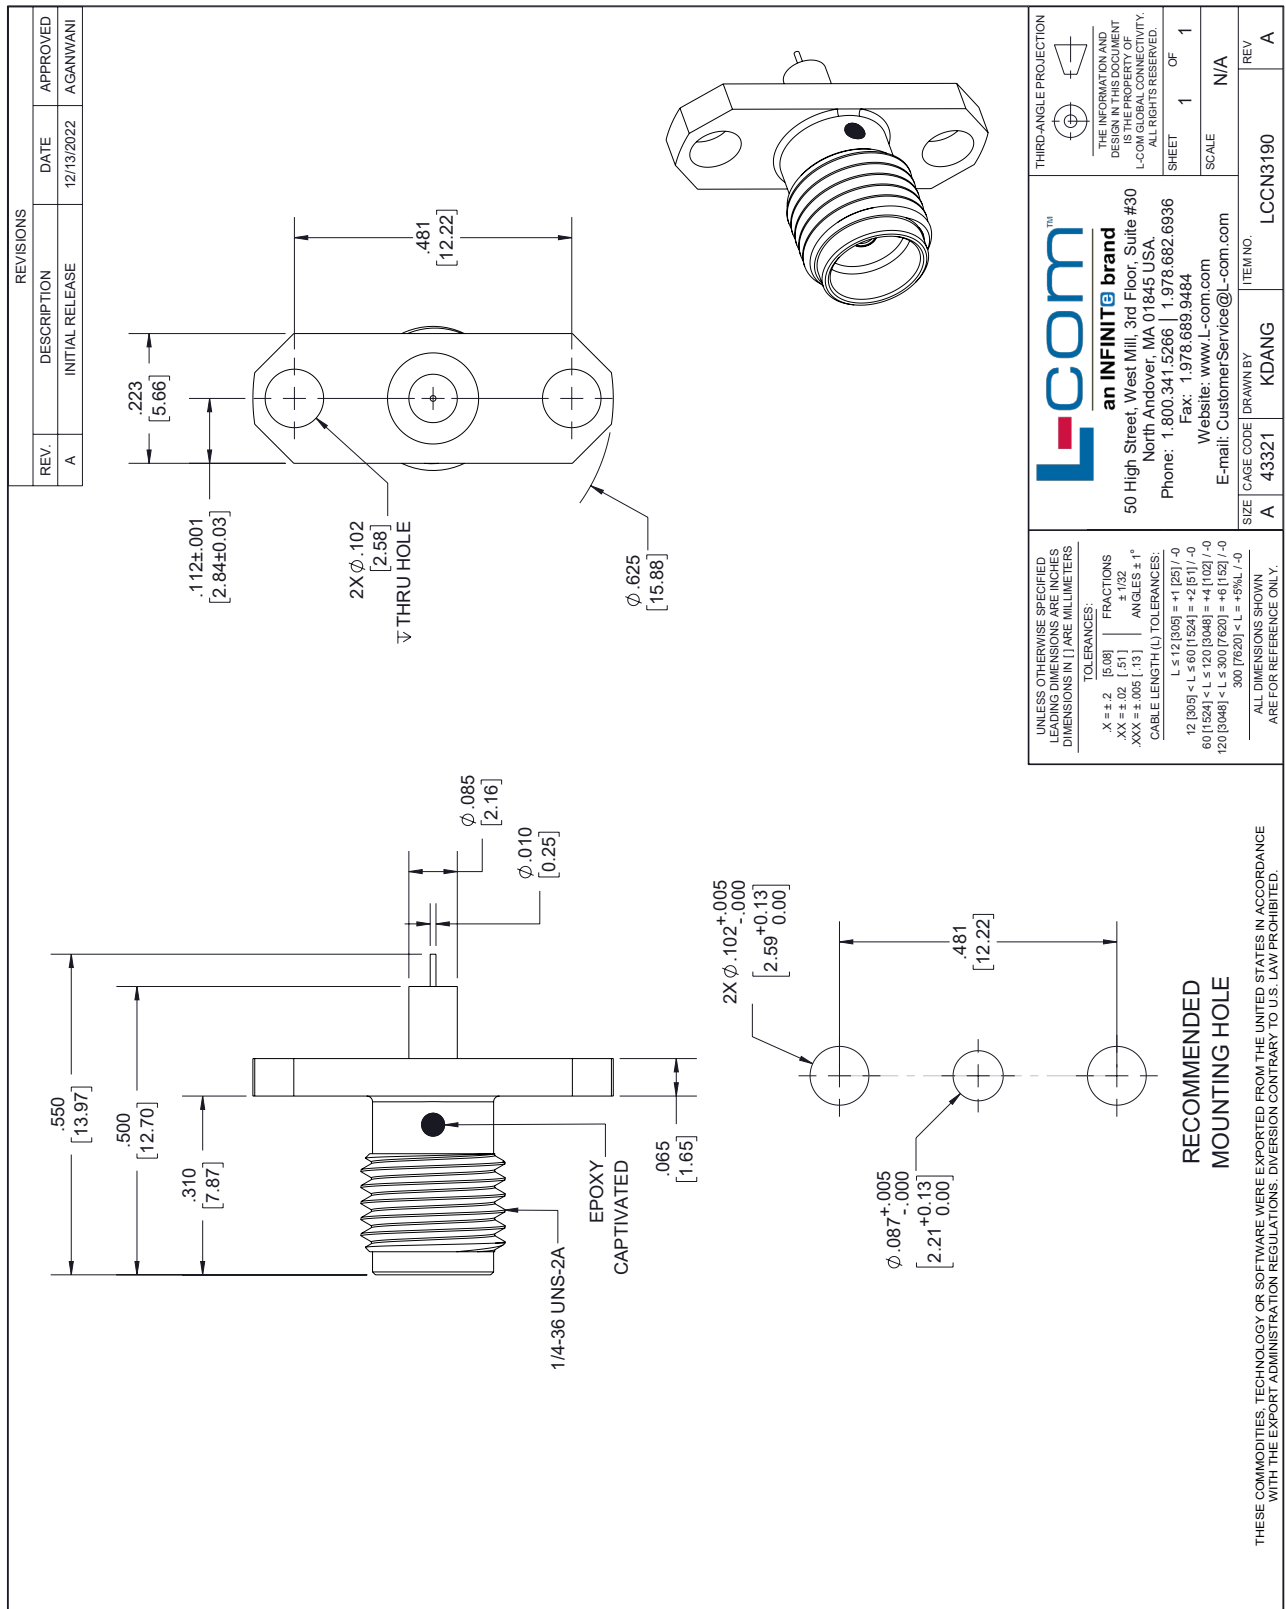 REVISIONS
REV. DESCRIPTION DATE APPROVED
A INITIAL RELEASE 12/13/2022 AGANWANI
.550
[13.97]
.500
[12.70]
.310
[7.87]
Ø.085
[2.16]
Ø.010
[0.25]
.065
[1.65]
EPOXY
CAPTIVATED
1/4-36 UNS-2A
.223
[5.66]
.112±.001
[2.84±0.03]
.481
[12.22]
2X Ø.102
[2.58]
↧ THRU HOLE
Ø.625
[15.88]
2X Ø.102 +.005
-.000
[2.59 +0.13
0.00]
Ø.087 +.005
-.000
[2.21 +0.13
0.00]
.481
[12.22]
RECOMMENDED
MOUNTING HOLE
THESE COMMODITIES, TECHNOLOGY OR SOFTWARE WERE EXPORTED FROM THE UNITED STATES IN ACCORDANCE
WITH THE EXPORT ADMINISTRATION REGULATIONS. DIVERSION CONTRARY TO U.S. LAW PROHIBITED.
UNLESS OTHERWISE SPECIFIED
LEADING DIMENSIONS ARE INCHES
DIMENSIONS IN [ ] ARE MILLIMETERS
TOLERANCES:
.X = ± .2 [5.08] FRACTIONS
.XX = ± .02 [.51] ± 1/32
.XXX = ± .005 [.13] ANGLES ± 1°
CABLE LENGTH (L) TOLERANCES:
L ≤ 12 [305] = +1 [25] / -0
12 [305] < L ≤ 60 [1524] = +2 [51] / -0
60 [1524] < L ≤ 120 [3048] = +4 [102] / -0
120 [3048] < L ≤ 300 [7620] = +6 [152] / -0
300 [7620] < L = +5%L / -0
ALL DIMENSIONS SHOWN
ARE FOR REFERENCE ONLY.
L-com™
an INFINITe brand
50 High Street, West Mill, 3rd Floor, Suite #30
North Andover, MA 01845 USA.
Phone: 1.800.341.5266 | 1.978.682.6936
Fax: 1.978.689.9484
Website: www.L-com.com
E-mail: CustomerService@L-com.com
THIRD-ANGLE PROJECTION
THE INFORMATION AND
DESIGN IN THIS DOCUMENT
IS THE PROPERTY OF
L-COM GLOBAL CONNECTIVITY.
ALL RIGHTS RESERVED.
SHEET 1 OF 1
SCALE N/A
SIZE A
CAGE CODE 43321
DRAWN BY KDANG
ITEM NO. LCCN3190
REV A